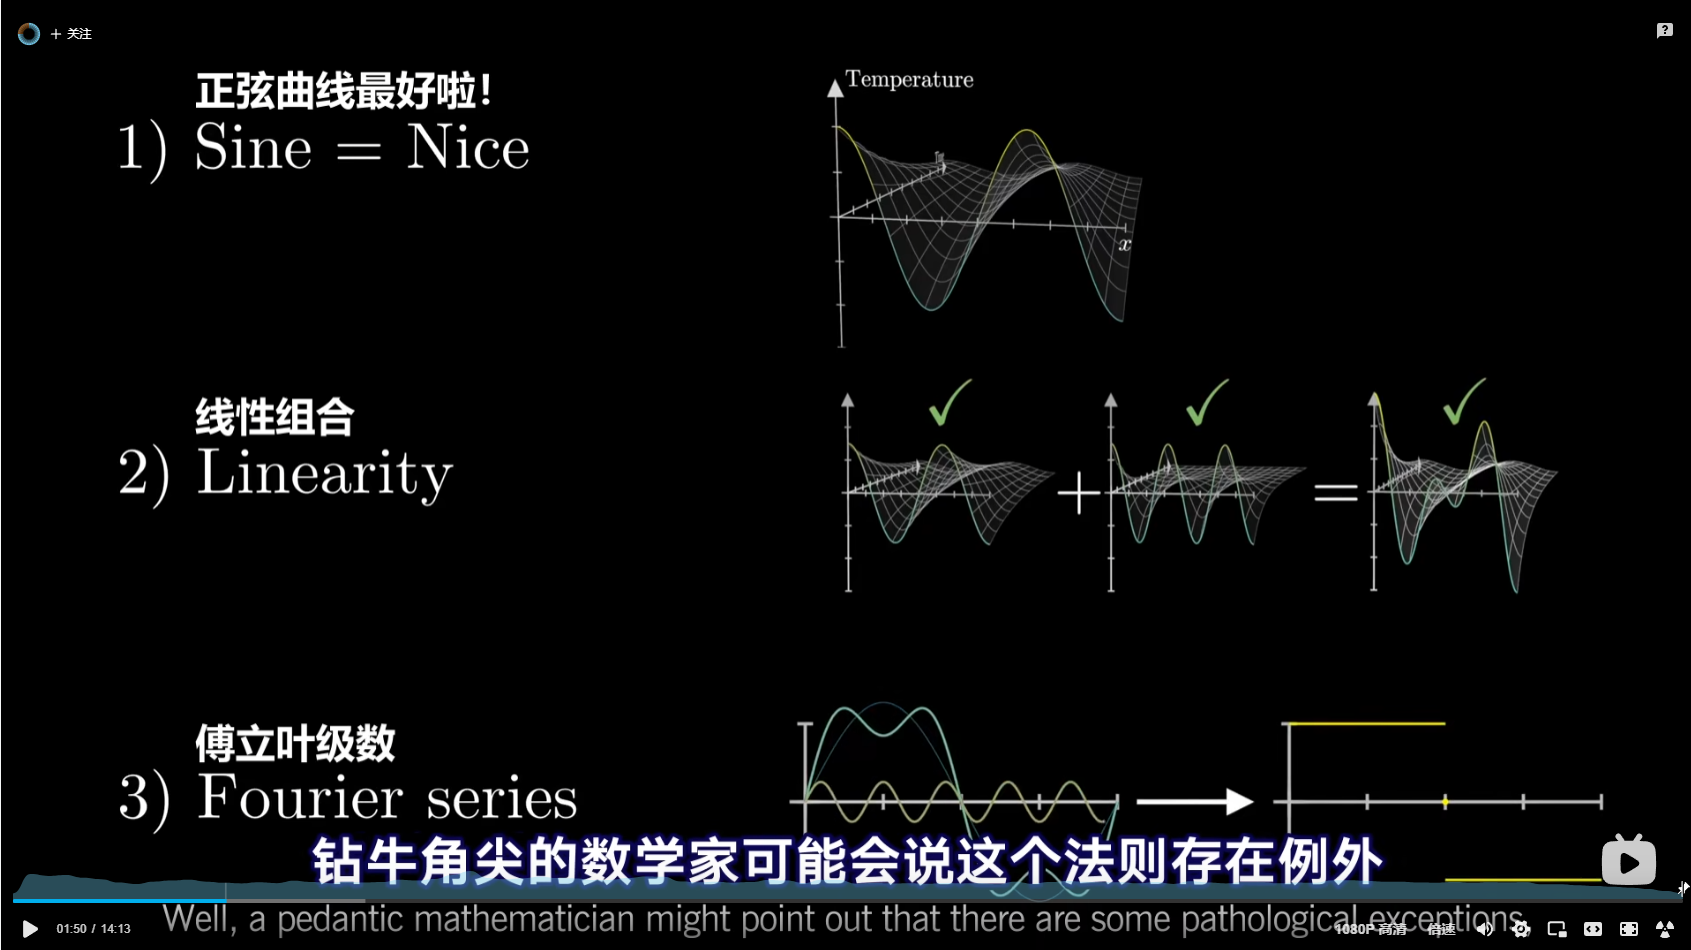 + 关注
正弦曲线最好啦！
1) Sine = Nice
Temperature
x
线性组合
2) Linearity
+
=
傅立叶级数
3) Fourier series
钻牛角尖的数学家可能会说这个法则存在例外
Well, a pedantic mathematician might point out that there are some pathological exceptions,
01:50 / 14:13
1080P 高清
倍速